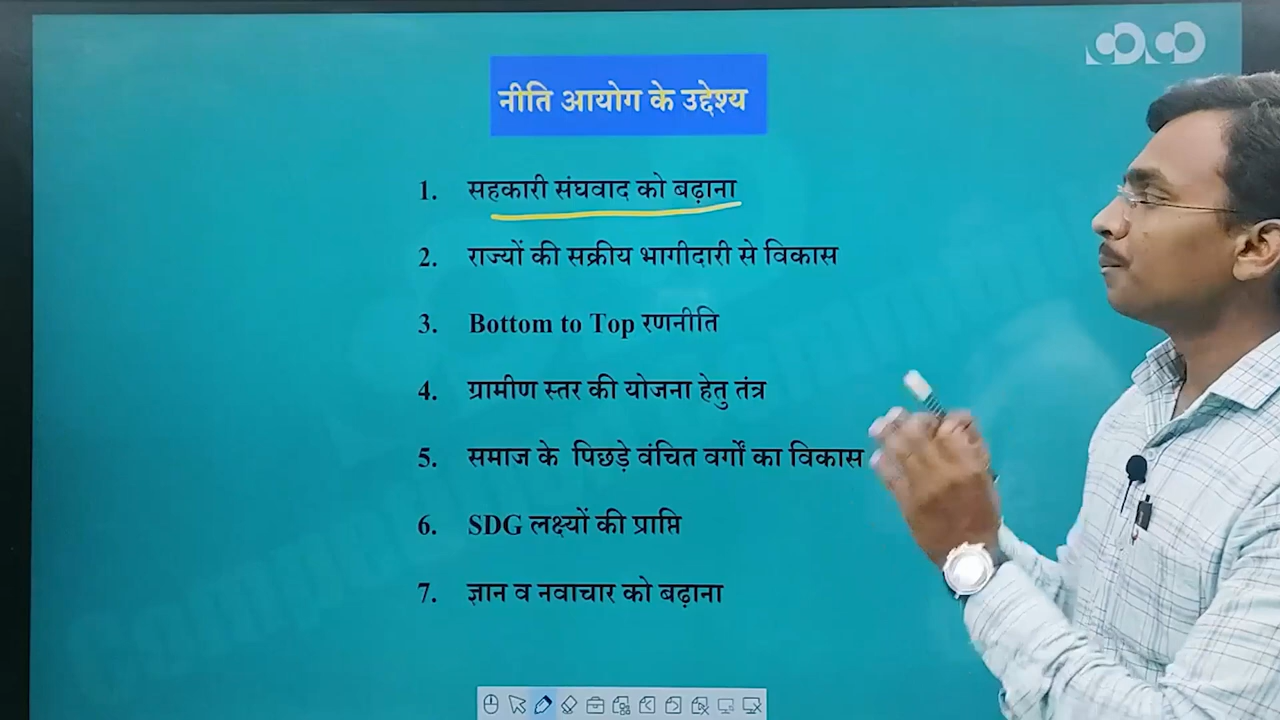 नीति आयोग के उद्देश्य
1. सहकारी संघवाद को बढ़ाना
2. राज्यों की सक्रीय भागीदारी से विकास
3. Bottom to Top रणनीति
4. ग्रामीण स्तर की योजना हेतु तंत्र
5. समाज के पिछड़े वंचित वर्गों का विकास
6. SDG लक्ष्यों की प्राप्ति
7. ज्ञान व नवाचार को बढ़ाना